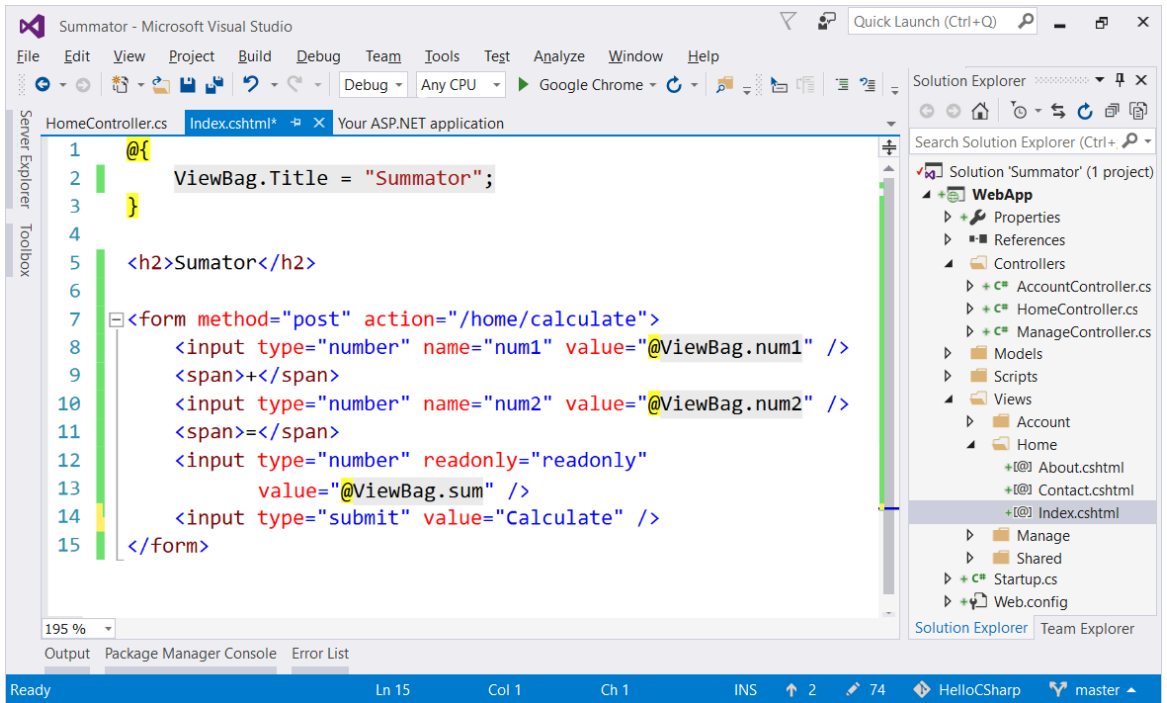 Summator - Microsoft Visual Studio
Quick Launch (Ctrl+Q)
File Edit View Project Build Debug Team Tools Test Analyze Window Help
Debug Any CPU Google Chrome
Server Explorer
Toolbox
HomeController.cs Index.cshtml* Your ASP.NET application
1 @{
2 ViewBag.Title = "Summator";
3 }
4
5 <h2>Sumator</h2>
6
7 <form method="post" action="/home/calculate">
8 <input type="number" name="num1" value="@ViewBag.num1" />
9 <span>+</span>
10 <input type="number" name="num2" value="@ViewBag.num2" />
11 <span>=</span>
12 <input type="number" readonly="readonly"
13 value="@ViewBag.sum" />
14 <input type="submit" value="Calculate" />
15 </form>
195 %
Solution Explorer
Search Solution Explorer (Ctrl+
Solution 'Summator' (1 project)
WebApp
Properties
References
Controllers
C# AccountController.cs
C# HomeController.cs
C# ManageController.cs
Models
Scripts
Views
Account
Home
[@] About.cshtml
[@] Contact.cshtml
[@] Index.cshtml
Manage
Shared
C# Startup.cs
Web.config
Solution Explorer Team Explorer
Output Package Manager Console Error List
Ready Ln 15 Col 1 Ch 1 INS 2 74 HelloCSharp master